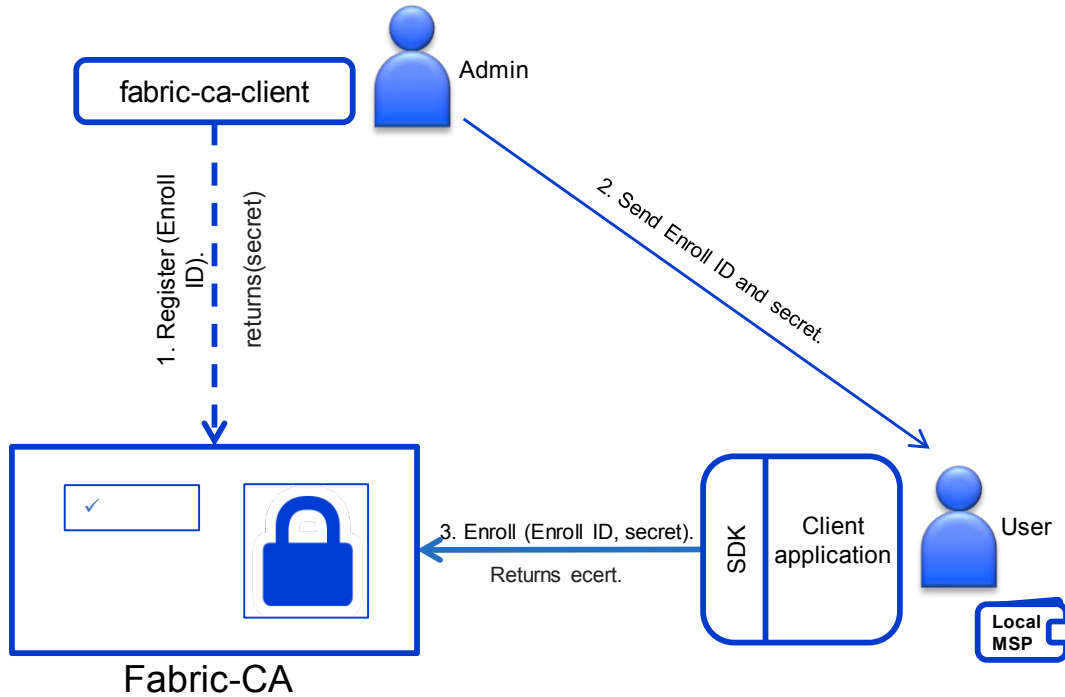 Admin
fabric-ca-client
1. Register (Enroll
ID).
returns(secret)
2. Send Enroll ID and secret.
✓
3. Enroll (Enroll ID, secret).
Returns ecert.
SDK
Client
application
User
Local
MSP
Fabric-CA